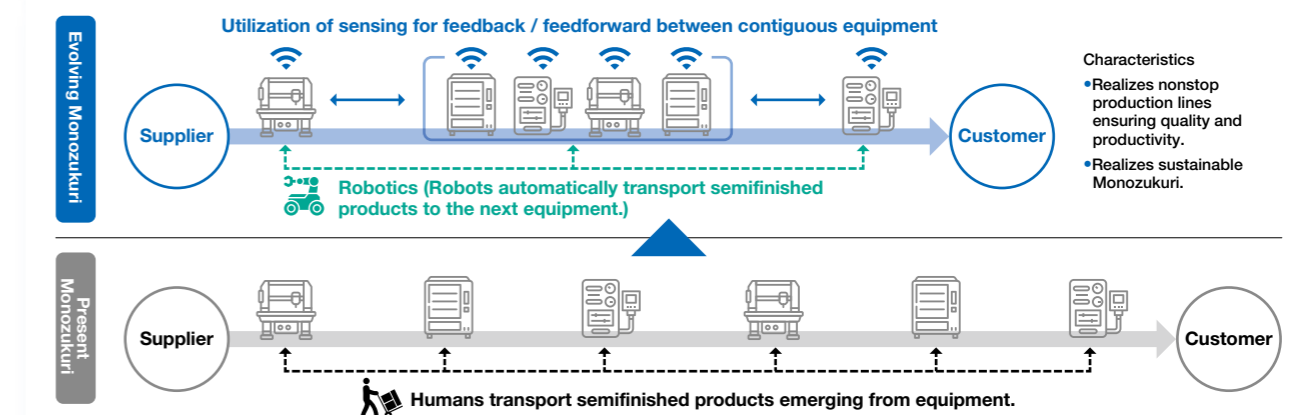 Evolving Monozukuri
Utilization of sensing for feedback / feedforward between contiguous equipment
Supplier
Customer
Robotics (Robots automatically transport semifinished
products to the next equipment.)
Characteristics
•Realizes nonstop
production lines
ensuring quality and
productivity.
•Realizes sustainable
Monozukuri.
Present
Monozukuri
Supplier
Customer
Humans transport semifinished products emerging from equipment.